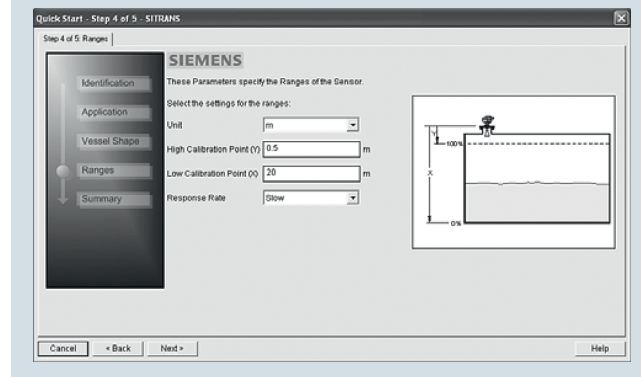 Quick Start - Step 4 of 5 - SITRANS
Step 4 of 5: Ranges
SIEMENS
These Parameters specify the Ranges of the Sensor.
Select the settings for the ranges:
Identification
Application
Vessel Shape
Ranges
Summary
Unit m
High Calibration Point (Y) 0.5 m
Low Calibration Point (X) 20 m
Response Rate Slow
Y
100%
X
0%
Cancel < Back Next > Help